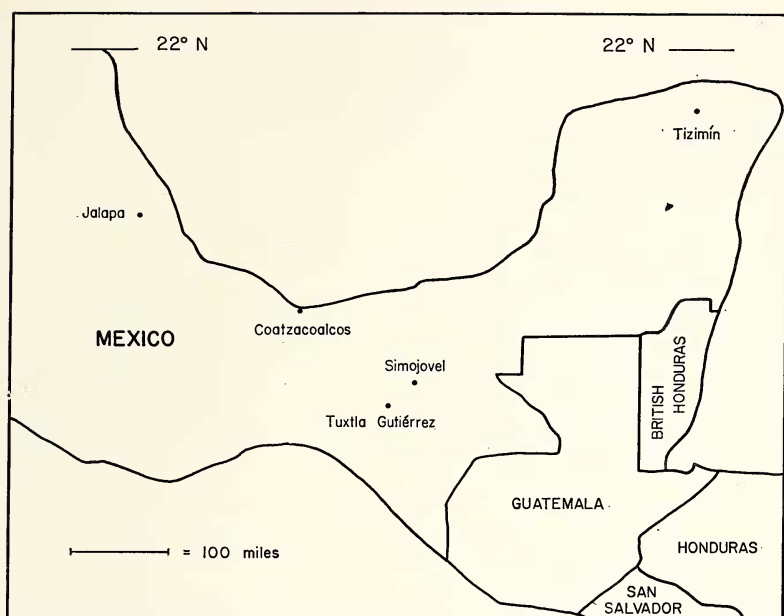 22° N
22° N
Tizimín
Jalapa
Coatzacoalcos
MEXICO
Simojovel
BRITISH
HONDURAS
Tuxtla Gutiérrez
GUATEMALA
= 100 miles
HONDURAS
SAN
SALVADOR